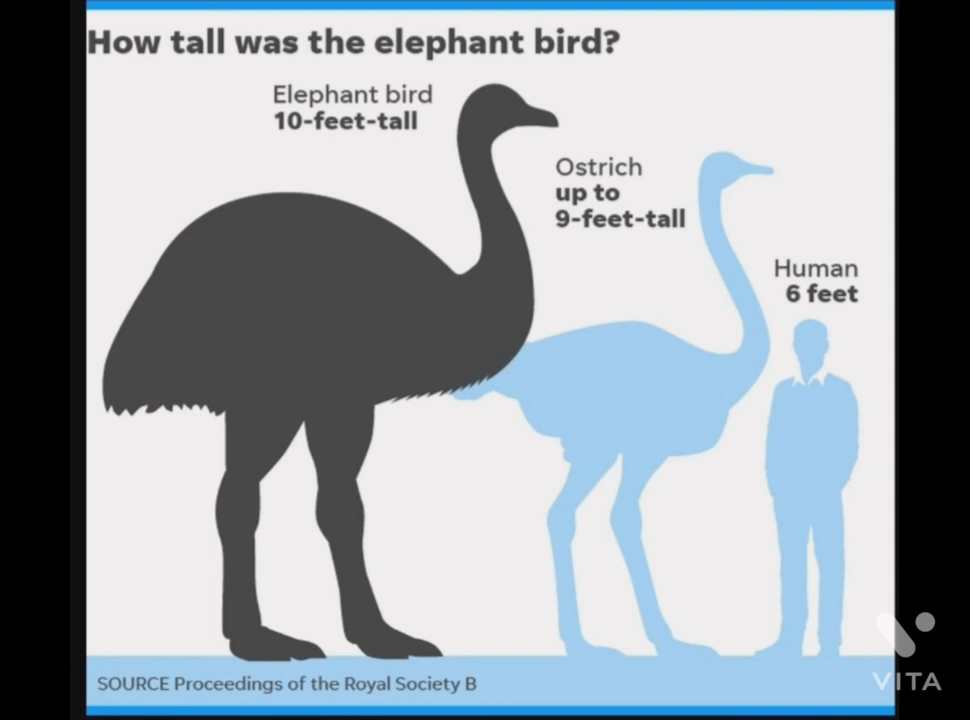 How tall was the elephant bird?
Elephant bird
10-feet-tall
Ostrich
up to
9-feet-tall
Human
6 feet
SOURCE Proceedings of the Royal Society B
VITA